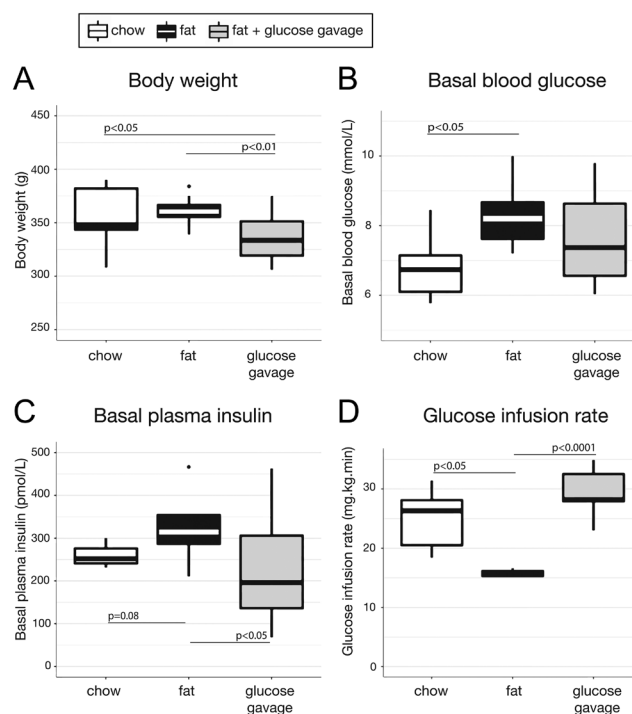 chow fat fat + glucose gavage
A Body weight
450
400
350
300
250
Body weight (g)
p<0.05
p<0.01
chow fat glucose
gavage
B Basal blood glucose
10
8
6
Basal blood glucose (mmol/L)
p<0.05
chow fat glucose
gavage
C Basal plasma insulin
500
400
300
200
100
0
Basal plasma insulin (pmol/L)
p=0.08
p<0.05
chow fat glucose
gavage
D Glucose infusion rate
30
20
10
0
Glucose infusion rate (mg.kg.min)
p<0.05
p<0.0001
chow fat glucose
gavage